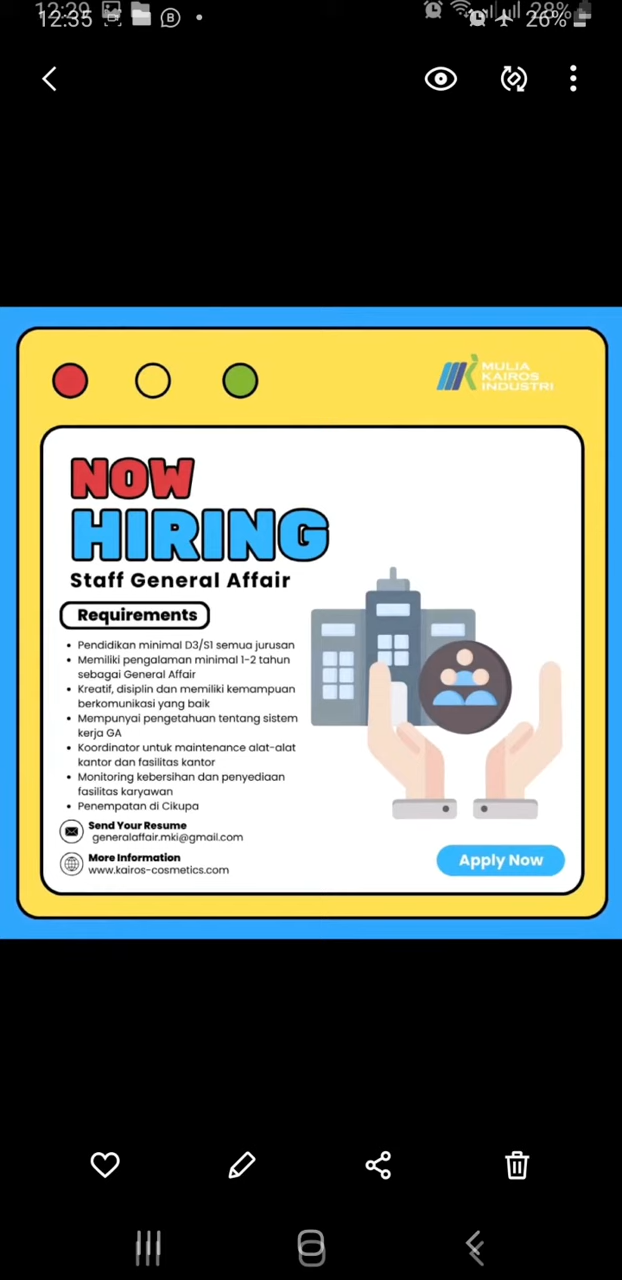 MULIA
KAIROS
INDUSTRI
NOW
HIRING
Staff General Affair
Requirements
• Pendidikan minimal D3/S1 semua jurusan
• Memiliki pengalaman minimal 1-2 tahun
sebagai General Affair
• Kreatif, disiplin dan memiliki kemampuan
berkomunikasi yang baik
• Mempunyai pengetahuan tentang sistem
kerja GA
• Koordinator untuk maintenance alat-alat
kantor dan fasilitas kantor
• Monitoring kebersihan dan penyediaan
fasilitas karyawan
• Penempatan di Cikupa
Send Your Resume
generalaffair.mki@gmail.com
More Information
www.kairos-cosmetics.com
Apply Now